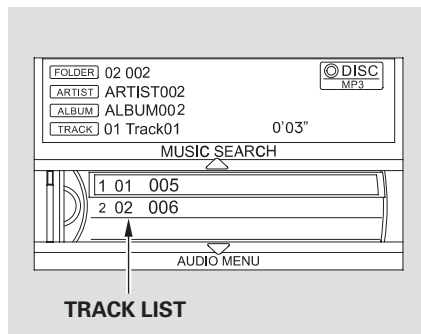 FOLDER 02 002
DISC
MP3
ARTIST ARTIST002
ALBUM ALBUM002
TRACK 01 Track01 0'03"
MUSIC SEARCH
1 01 005
2 02 006
AUDIO MENU
TRACK LIST